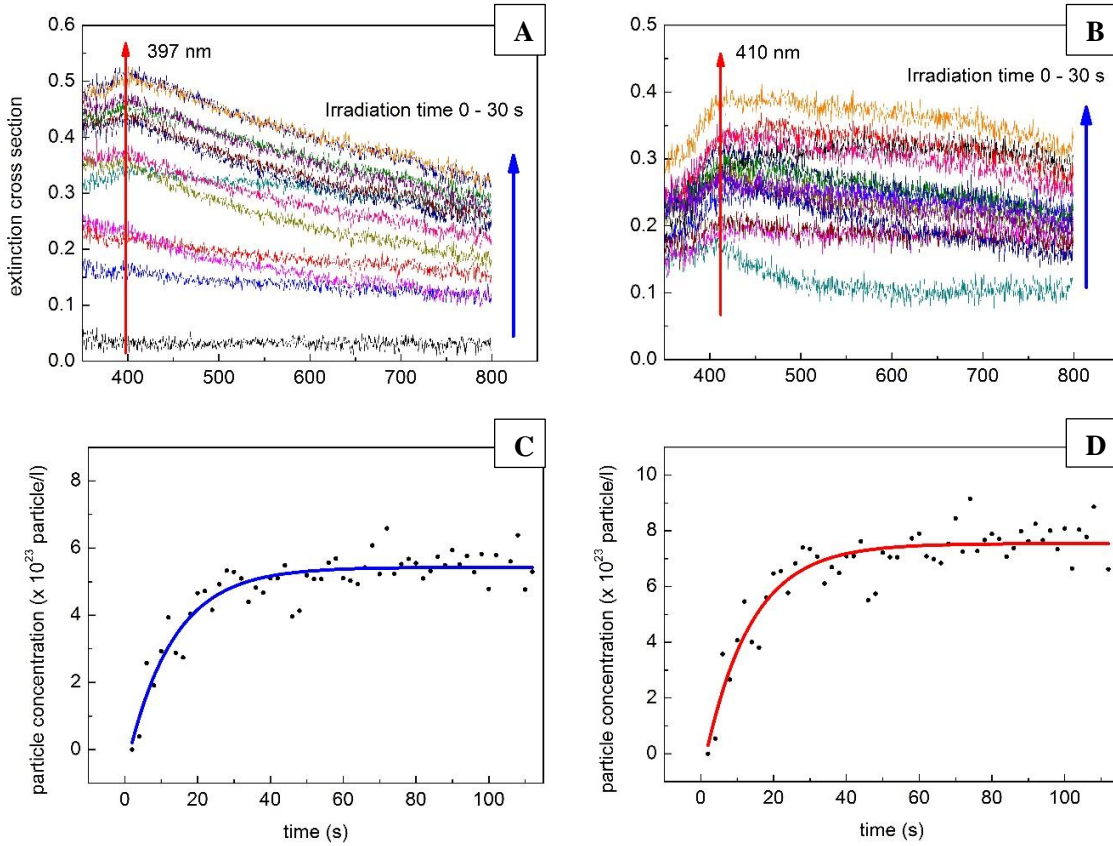 A
0.6
0.5
0.4
0.3
0.2
0.1
0.0
extinction cross section
397 nm
Irradiation time 0 - 30 s
400 500 600 700 800
B
0.5
0.4
0.3
0.2
0.1
0.0
410 nm
Irradiation time 0 - 30 s
400 500 600 700 800
C
8
6
4
2
0
particle concentration (x 10²³ particle/l)
0 20 40 60 80 100
time (s)
D
10
8
6
4
2
0
particle concentration (x 10²³ particle/l)
0 20 40 60 80 100
time (s)